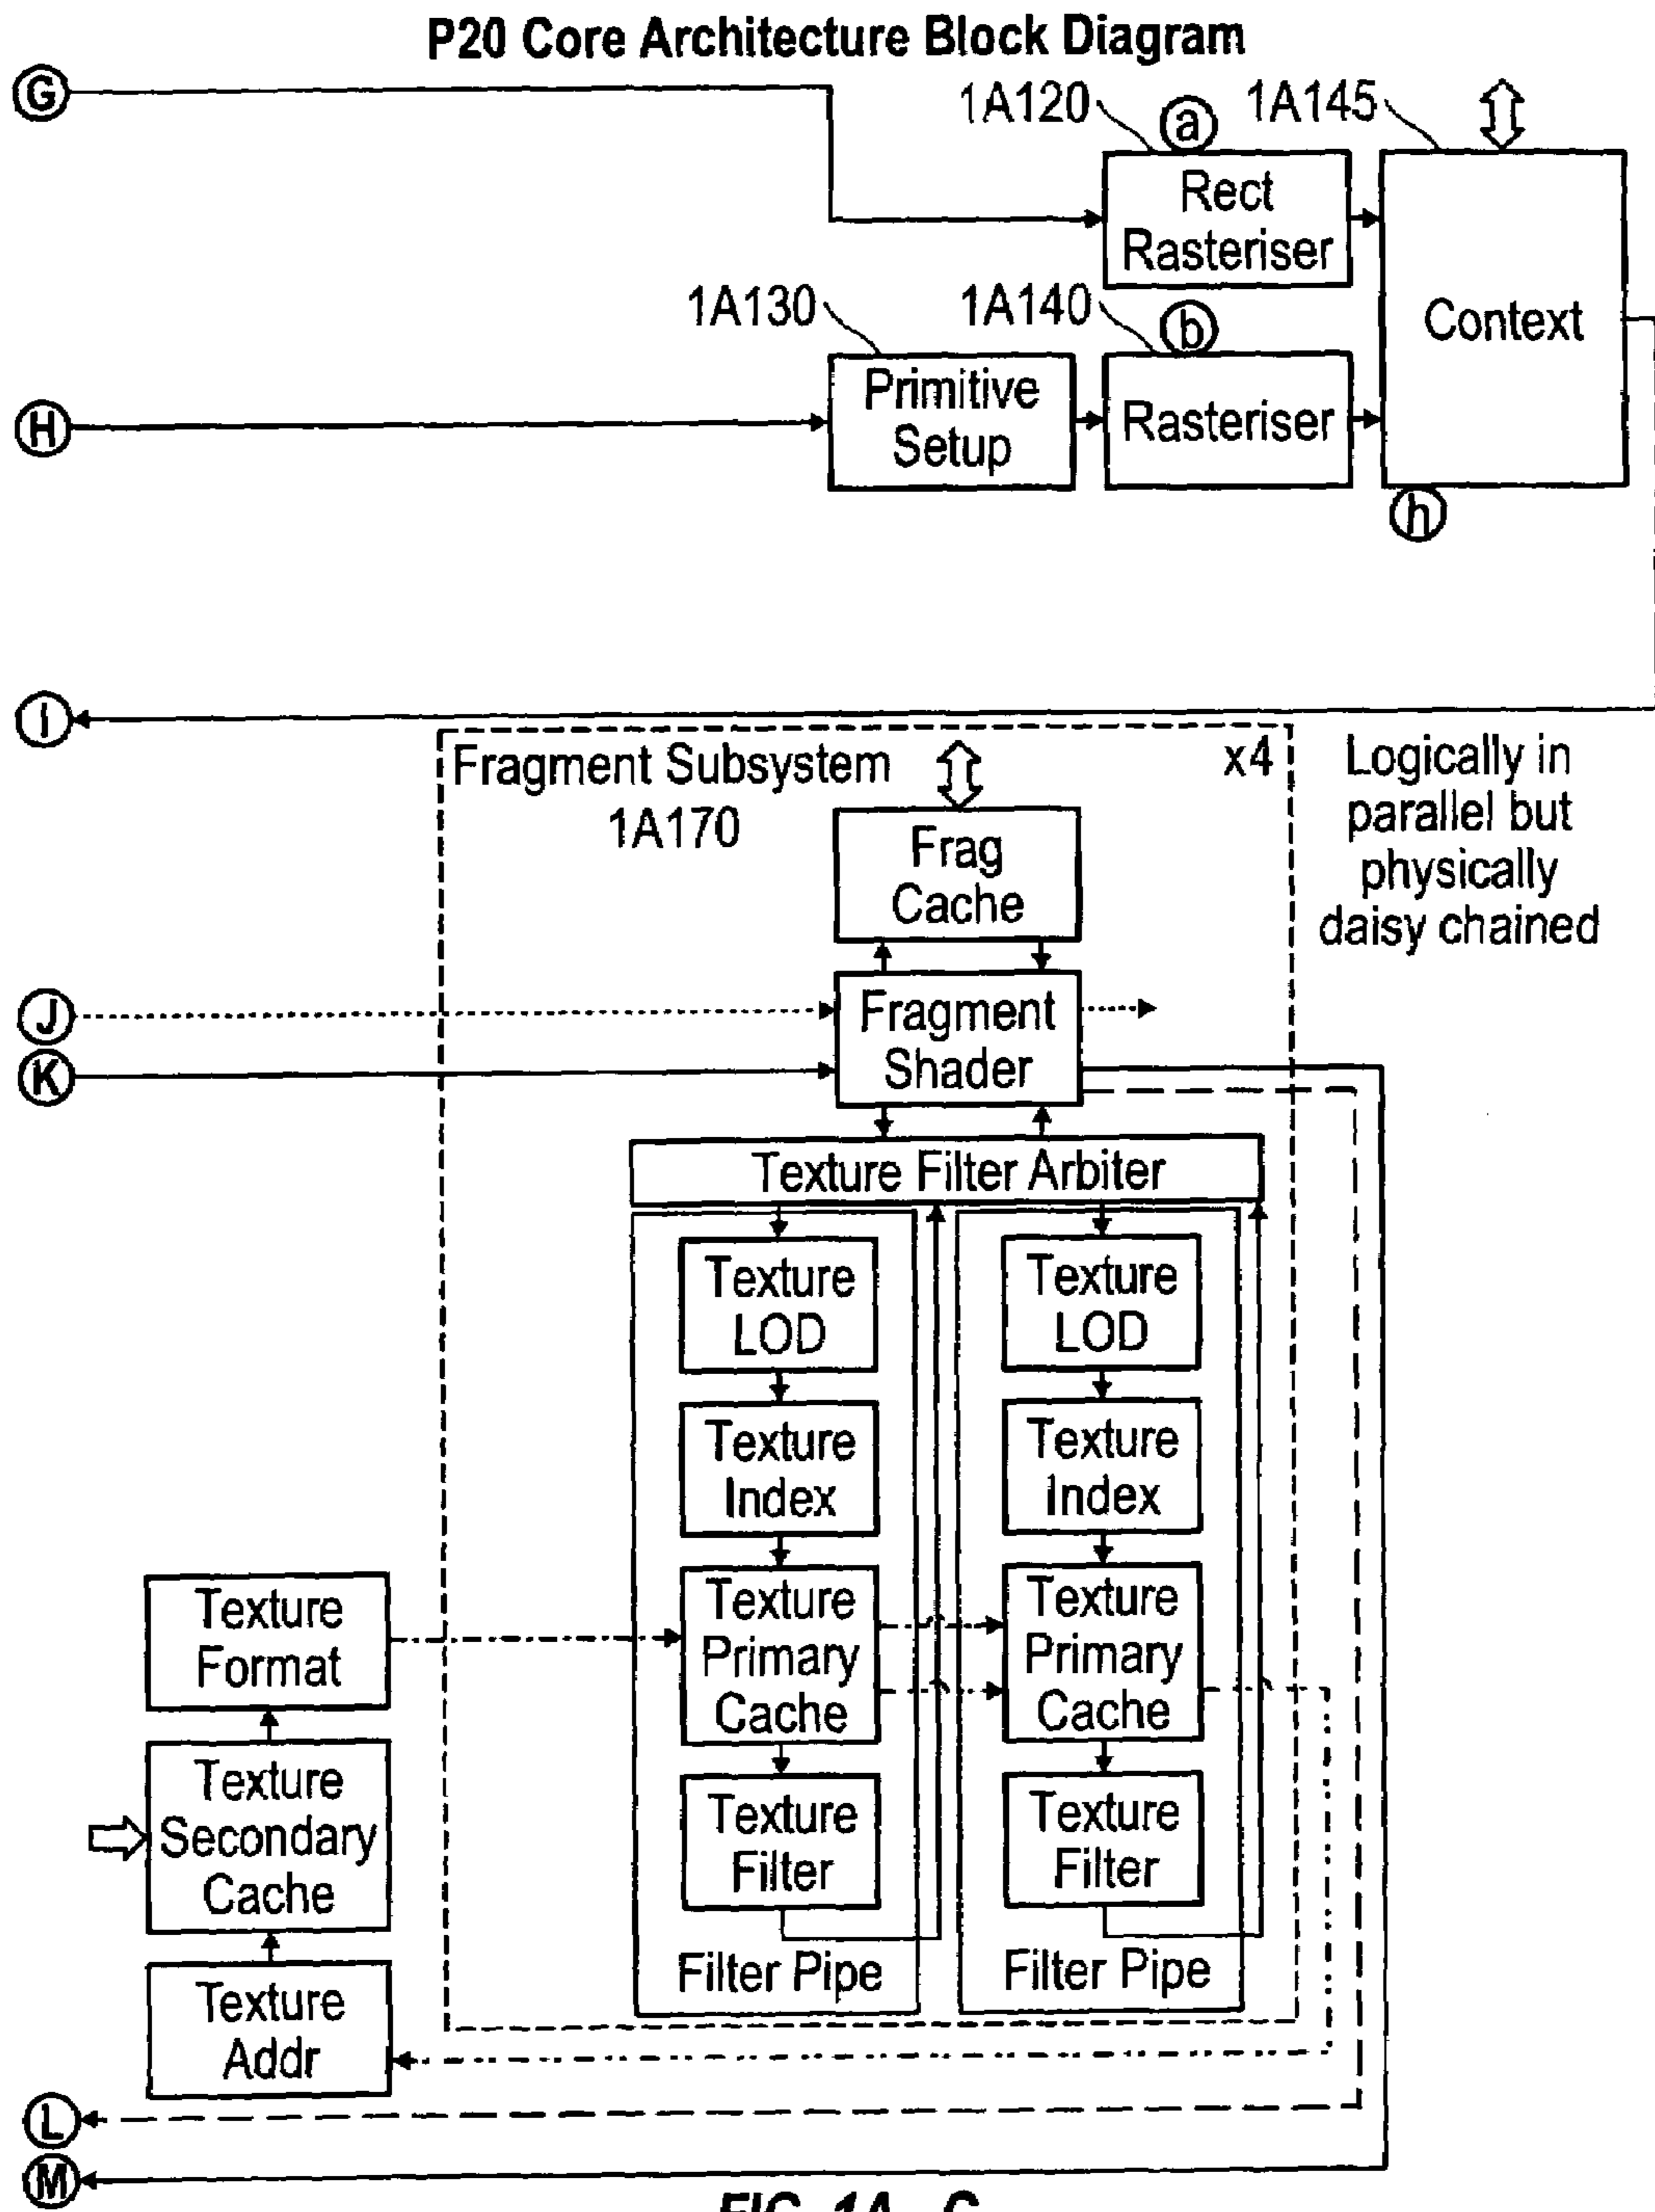 P20 Core Architecture Block Diagram
G
1A120
a
1A145
Rect
Rasteriser
Context
1A130
1A140
b
H
Primitive
Setup
Rasteriser
h
I
Fragment Subsystem
1A170
x4
Logically in
parallel but
physically
daisy chained
Frag
Cache
J
K
Fragment
Shader
Texture Filter Arbiter
Texture
LOD
Texture
LOD
Texture
Index
Texture
Index
Texture
Format
Texture
Primary
Cache
Texture
Primary
Cache
Texture
Secondary
Cache
Texture
Filter
Texture
Filter
Filter Pipe
Filter Pipe
Texture
Addr
L
M
FIG. 1A-C